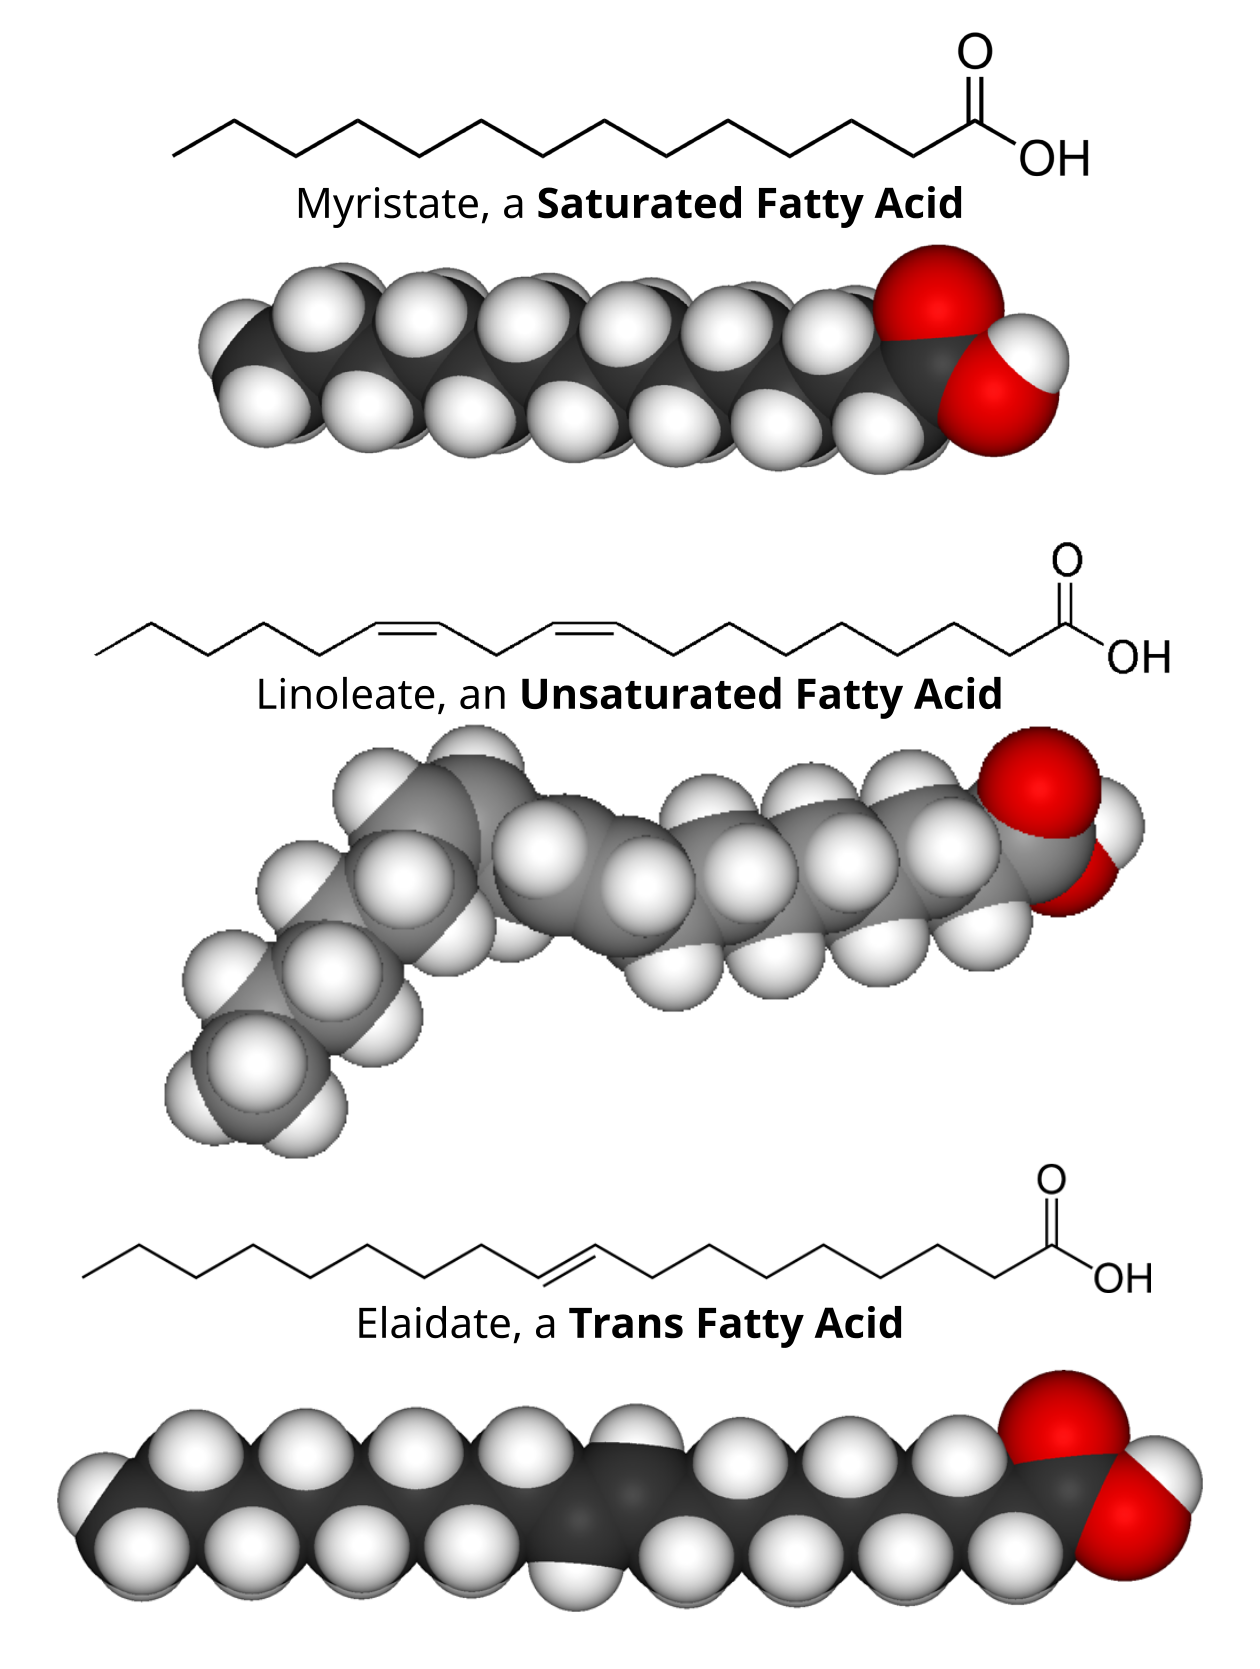 O
OH
Myristate, a Saturated Fatty Acid
O
OH
Linoleate, an Unsaturated Fatty Acid
O
OH
Elaidate, a Trans Fatty Acid